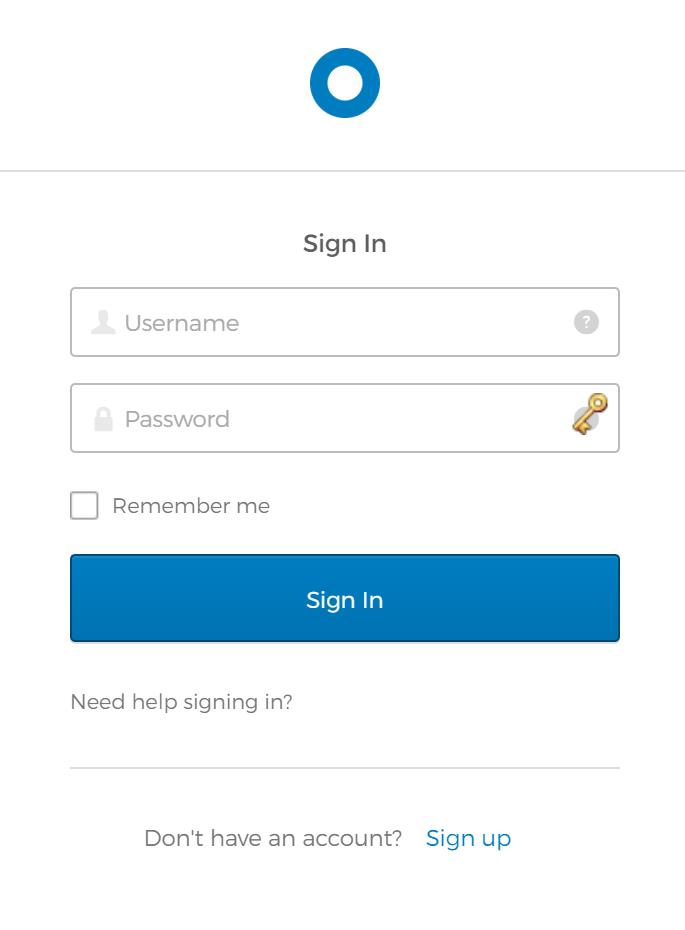 Sign In
Username
?
Password
Remember me
Sign In
Need help signing in?
Don't have an account? Sign up